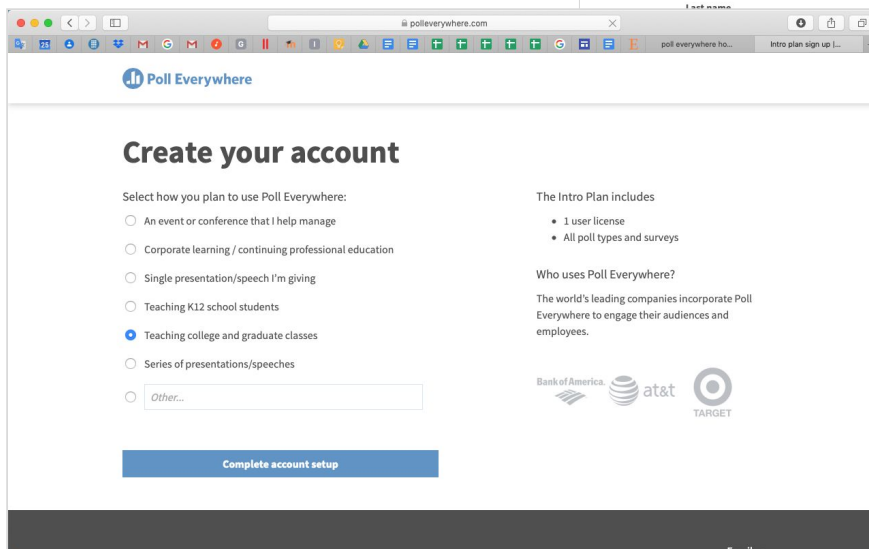 Last name
polleverywhere.com
poll everywhere ho...
Intro plan sign up |...
Poll Everywhere
Create your account
Select how you plan to use Poll Everywhere:
An event or conference that I help manage
Corporate learning / continuing professional education
Single presentation/speech I'm giving
Teaching K12 school students
Teaching college and graduate classes
Series of presentations/speeches
Other...
Complete account setup
The Intro Plan includes
• 1 user license
• All poll types and surveys
Who uses Poll Everywhere?
The world's leading companies incorporate Poll
Everywhere to engage their audiences and
employees.
Bank of America.
at&t
TARGET